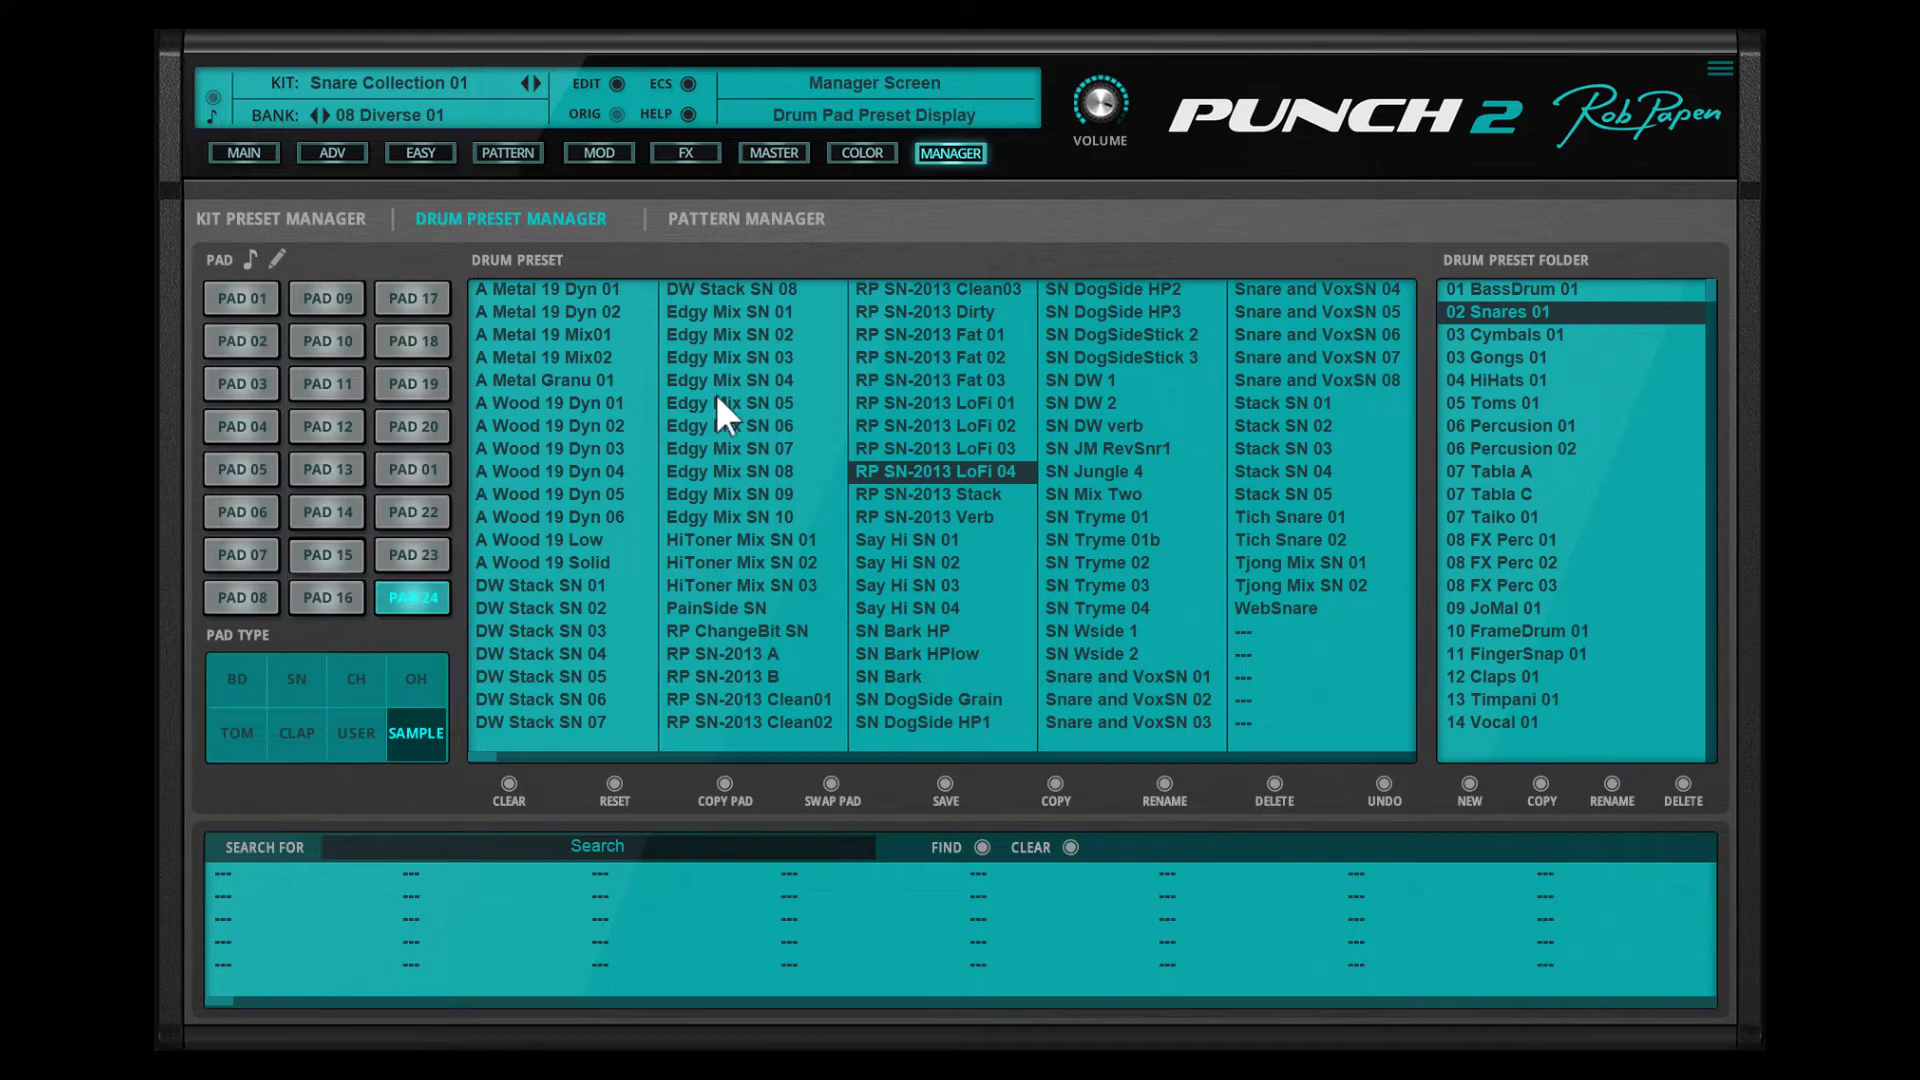 KIT: Snare Collection 01
BANK: 08 Diverse 01
EDIT ECS
ORIG HELP
Manager Screen
Drum Pad Preset Display
VOLUME
PUNCH 2
Rob Papen
MAIN ADV EASY PATTERN MOD FX MASTER COLOR MANAGER
KIT PRESET MANAGER | DRUM PRESET MANAGER | PATTERN MANAGER
PAD
PAD 01 PAD 09 PAD 17
PAD 02 PAD 10 PAD 18
PAD 03 PAD 11 PAD 19
PAD 04 PAD 12 PAD 20
PAD 05 PAD 13 PAD 01
PAD 06 PAD 14 PAD 22
PAD 07 PAD 15 PAD 23
PAD 08 PAD 16 PAD 24
PAD TYPE
BD SN CH OH
TOM CLAP USER SAMPLE
DRUM PRESET
A Metal 19 Dyn 01
A Metal 19 Dyn 02
A Metal 19 Mix01
A Metal 19 Mix02
A Metal Granu 01
A Wood 19 Dyn 01
A Wood 19 Dyn 02
A Wood 19 Dyn 03
A Wood 19 Dyn 04
A Wood 19 Dyn 05
A Wood 19 Dyn 06
A Wood 19 Low
A Wood 19 Solid
DW Stack SN 01
DW Stack SN 02
DW Stack SN 03
DW Stack SN 04
DW Stack SN 05
DW Stack SN 06
DW Stack SN 07
DW Stack SN 08
Edgy Mix SN 01
Edgy Mix SN 02
Edgy Mix SN 03
Edgy Mix SN 04
Edgy Mix SN 05
Edgy Mix SN 06
Edgy Mix SN 07
Edgy Mix SN 08
Edgy Mix SN 09
Edgy Mix SN 10
HiToner Mix SN 01
HiToner Mix SN 02
HiToner Mix SN 03
PainSide SN
RP ChangeBit SN
RP SN-2013 A
RP SN-2013 B
RP SN-2013 Clean01
RP SN-2013 Clean02
RP SN-2013 Clean03
RP SN-2013 Dirty
RP SN-2013 Fat 01
RP SN-2013 Fat 02
RP SN-2013 Fat 03
RP SN-2013 LoFi 01
RP SN-2013 LoFi 02
RP SN-2013 LoFi 03
RP SN-2013 LoFi 04
RP SN-2013 Stack
RP SN-2013 Verb
Say Hi SN 01
Say Hi SN 02
Say Hi SN 03
Say Hi SN 04
SN Bark HP
SN Bark HPlow
SN Bark
SN DogSide Grain
SN DogSide HP1
SN DogSide HP2
SN DogSide HP3
SN DogSideStick 2
SN DogSideStick 3
SN DW 1
SN DW 2
SN DW verb
SN JM RevSnr1
SN Jungle 4
SN Mix Two
SN Tryme 01
SN Tryme 01b
SN Tryme 02
SN Tryme 03
SN Tryme 04
SN Wside 1
SN Wside 2
Snare and VoxSN 01
Snare and VoxSN 02
Snare and VoxSN 03
Snare and VoxSN 04
Snare and VoxSN 05
Snare and VoxSN 06
Snare and VoxSN 07
Snare and VoxSN 08
Stack SN 01
Stack SN 02
Stack SN 03
Stack SN 04
Stack SN 05
Tich Snare 01
Tich Snare 02
Tjong Mix SN 01
Tjong Mix SN 02
WebSnare
---
---
---
---
---
DRUM PRESET FOLDER
01 BassDrum 01
02 Snares 01
03 Cymbals 01
03 Gongs 01
04 HiHats 01
05 Toms 01
06 Percusion 01
06 Percusion 02
07 Tabla A
07 Tabla C
07 Taiko 01
08 FX Perc 01
08 FX Perc 02
08 FX Perc 03
09 JoMal 01
10 FrameDrum 01
11 FingerSnap 01
12 Claps 01
13 Timpani 01
14 Vocal 01
CLEAR RESET COPY PAD SWAP PAD SAVE COPY RENAME DELETE UNDO
NEW COPY RENAME DELETE
SEARCH FOR Search FIND CLEAR
--- --- --- --- --- --- --- ---
--- --- --- --- --- --- --- ---
--- --- --- --- --- --- --- ---
--- --- --- --- --- --- --- ---
--- --- --- --- --- --- --- ---